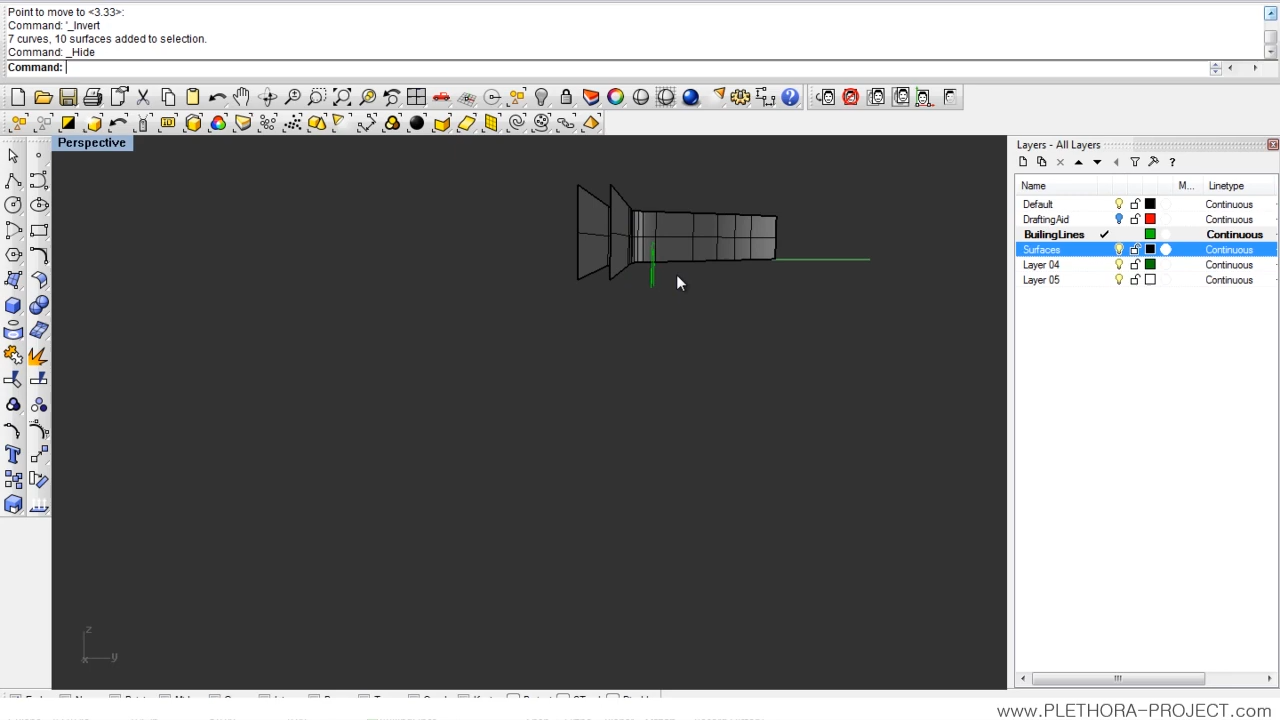 Point to move to <3.33>:
Command: '_Invert
7 curves, 10 surfaces added to selection.
Command: _Hide
Command:
Perspective
Layers - All Layers
Name M... Linetype
Default Continuous
DraftingAid Continuous
BuilingLines Continuous
Surfaces Continuous
Layer 04 Continuous
Layer 05 Continuous
z
x y
www.PLETHORA-PROJECT.com